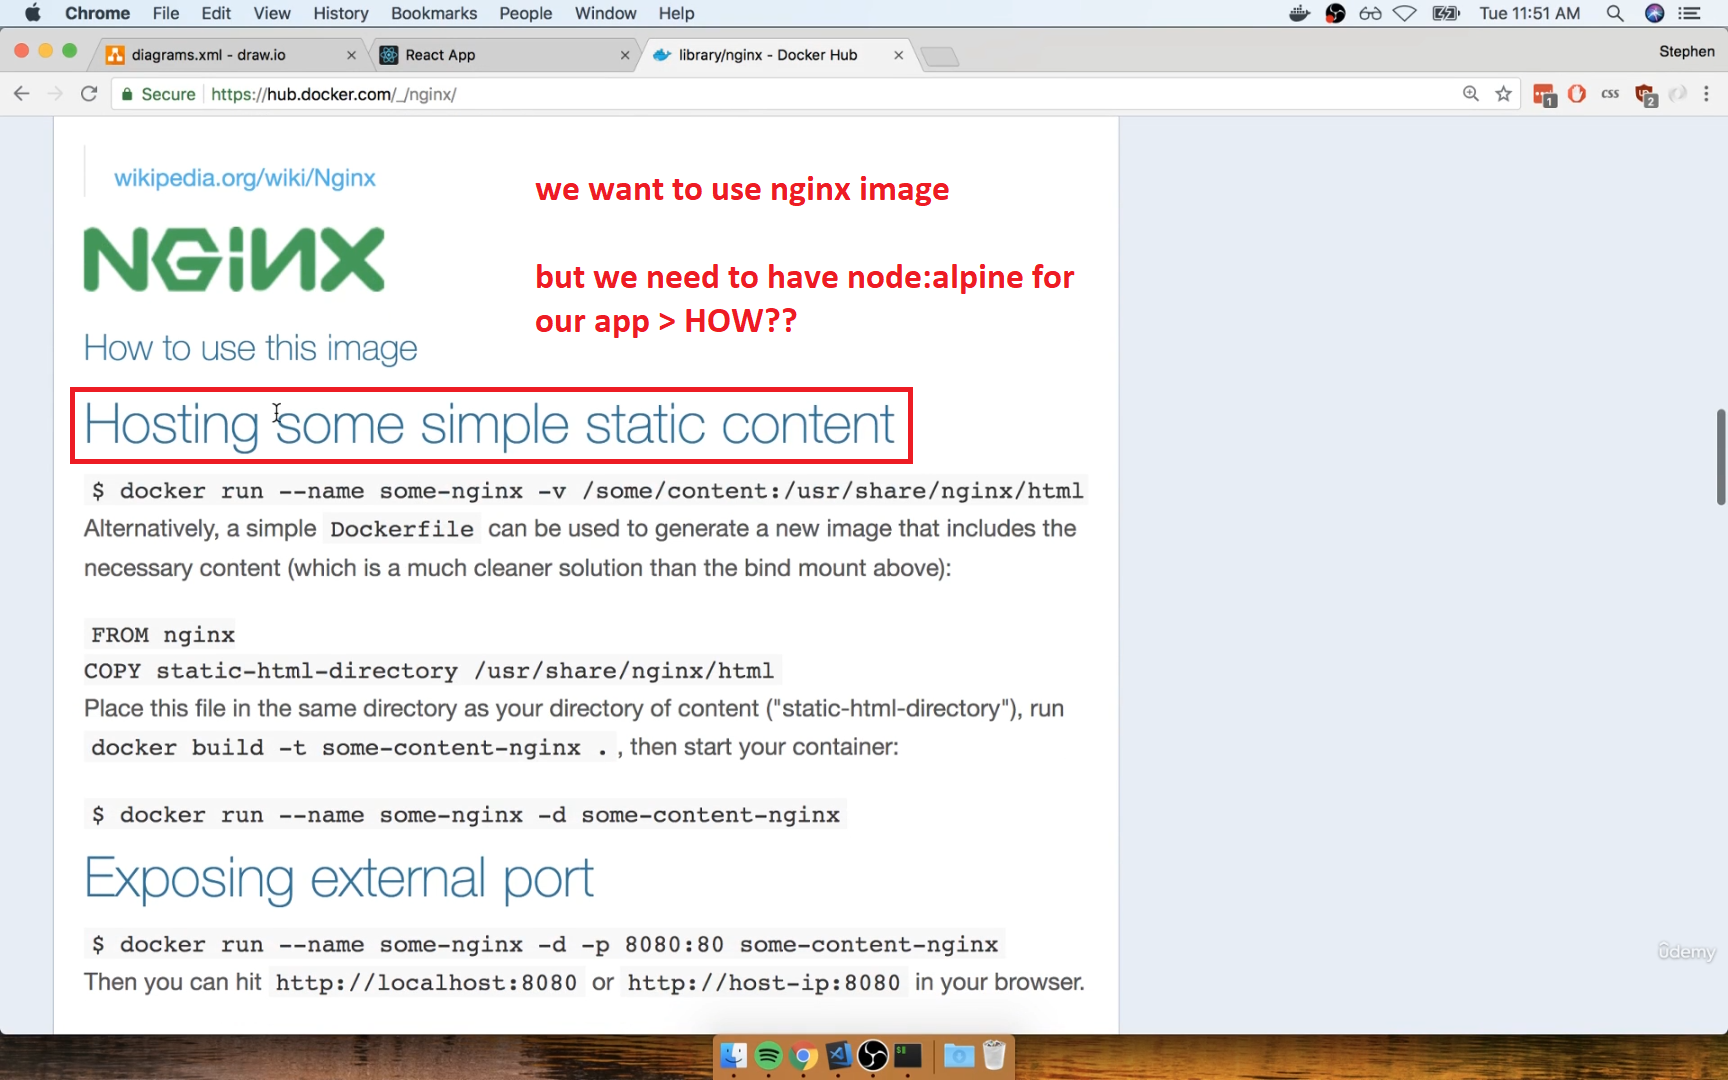 Chrome File Edit View History Bookmarks People Window Help Tue 11:51 AM
diagrams.xml - draw.io React App library/nginx - Docker Hub Stephen
Secure https://hub.docker.com/_/nginx/ 1 css 2
wikipedia.org/wiki/Nginx
we want to use nginx image
NGINX
but we need to have node:alpine for
our app > HOW??
How to use this image
Hosting some simple static content
$ docker run --name some-nginx -v /some/content:/usr/share/nginx/html
Alternatively, a simple Dockerfile can be used to generate a new image that includes the
necessary content (which is a much cleaner solution than the bind mount above):
FROM nginx
COPY static-html-directory /usr/share/nginx/html
Place this file in the same directory as your directory of content ("static-html-directory"), run
docker build -t some-content-nginx . , then start your container:
$ docker run --name some-nginx -d some-content-nginx
Exposing external port
$ docker run --name some-nginx -d -p 8080:80 some-content-nginx
Then you can hit http://localhost:8080 or http://host-ip:8080 in your browser.
udemy